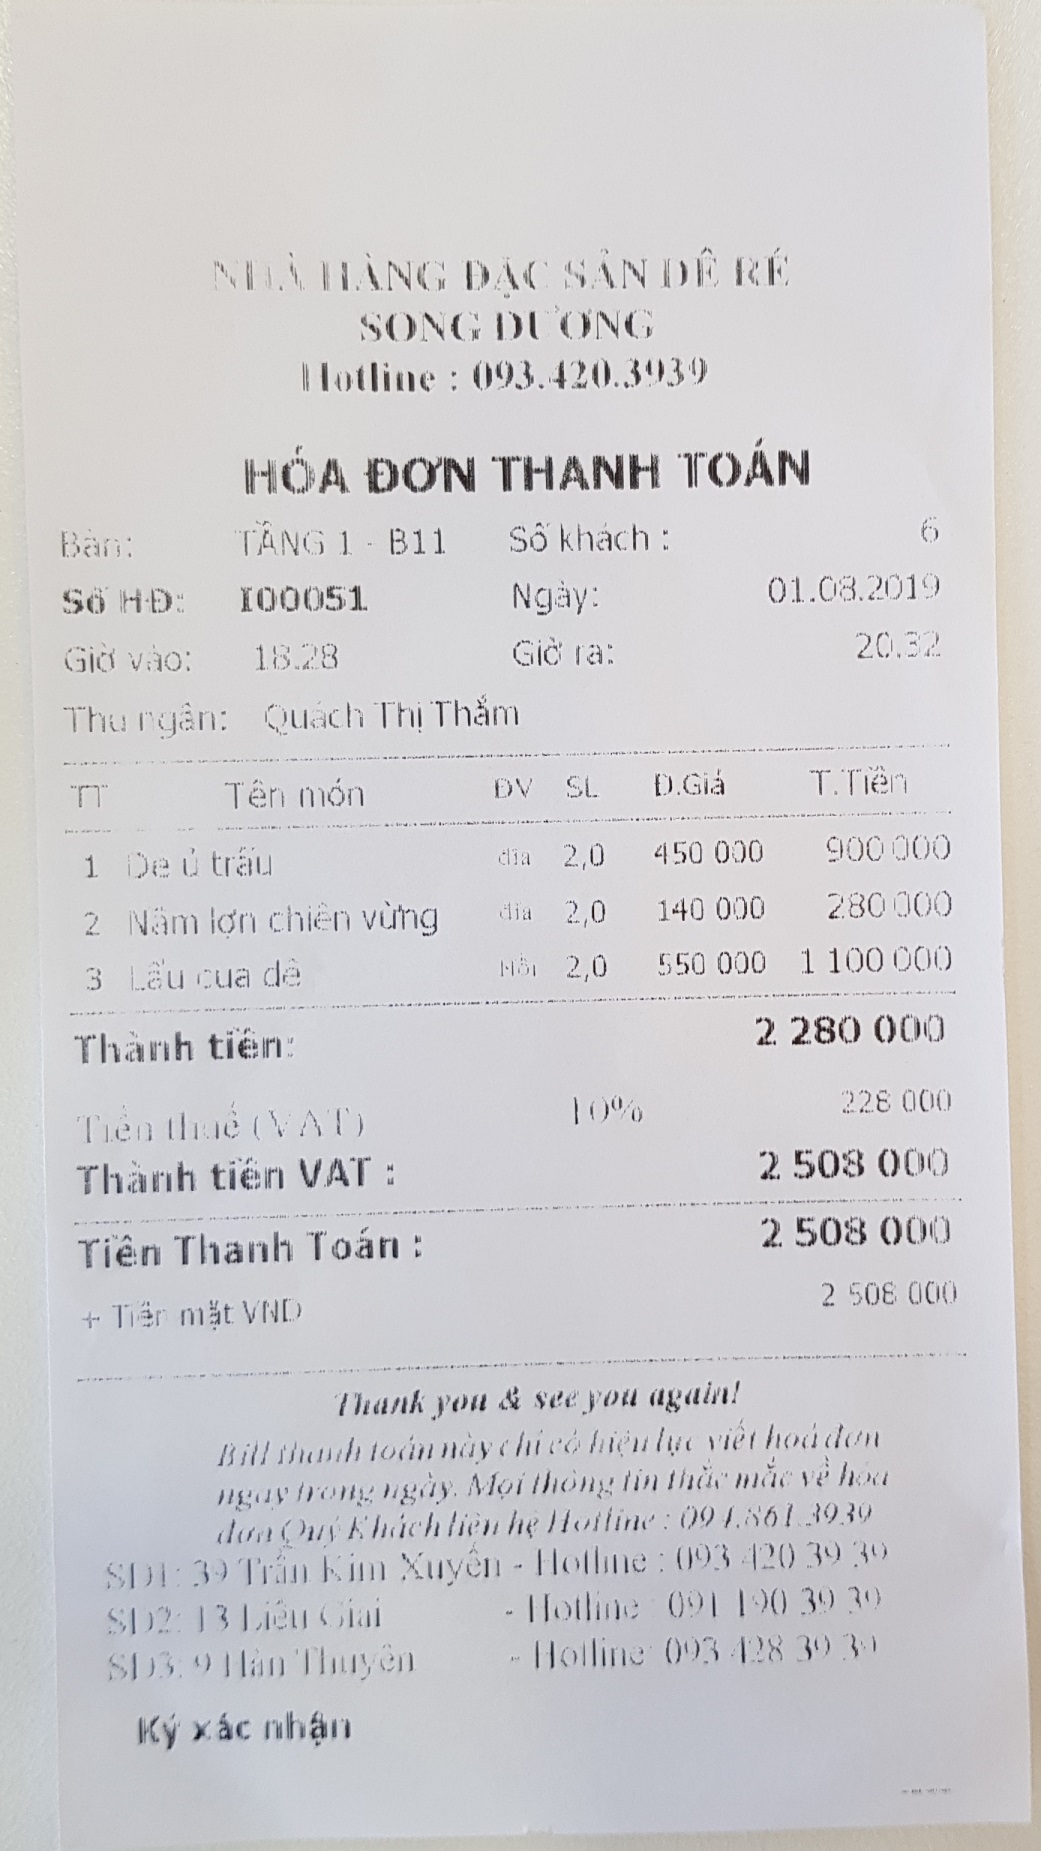 NHÀ HÀNG ĐẶC SẢN DÊ RÉ
SONG DƯƠNG
Hotline : 093.420.3939
HÓA ĐƠN THANH TOÁN
Bàn: TẦNG 1 - B11 Số khách : 6
Số HĐ: I00051 Ngày: 01.08.2019
Giờ vào: 18.28 Giờ ra: 20.32
Thu ngân: Quách Thị Thắm
TT Tên món ĐV SL Đ.Giá T.Tiền
1 De ủ trấu đĩa 2,0 450 000 900 000
2 Nầm lợn chiên vừng đĩa 2,0 140 000 280 000
3 Lẩu cua dê Nồi 2,0 550 000 1 100 000
Thành tiền: 2 280 000
Tiền thuế (VAT) 10% 228 000
Thành tiền VAT : 2 508 000
Tiền Thanh Toán : 2 508 000
+ Tiền mặt VND 2 508 000
Thank you & see you again!
Bill thanh toán này chỉ có hiệu lực viết hoá đơn
ngay trong ngày. Mọi thông tin thắc mắc về hóa
đơn Quý Khách liên hệ Hotline : 094.861.3939
SD1: 39 Trần Kim Xuyến - Hotline : 093 420 39 39
SD2: 13 Liễu Giai - Hotline 091 190 39 39
SD3: 9 Hàn Thuyên - Hotline: 093 428 39 39
Ký xác nhận